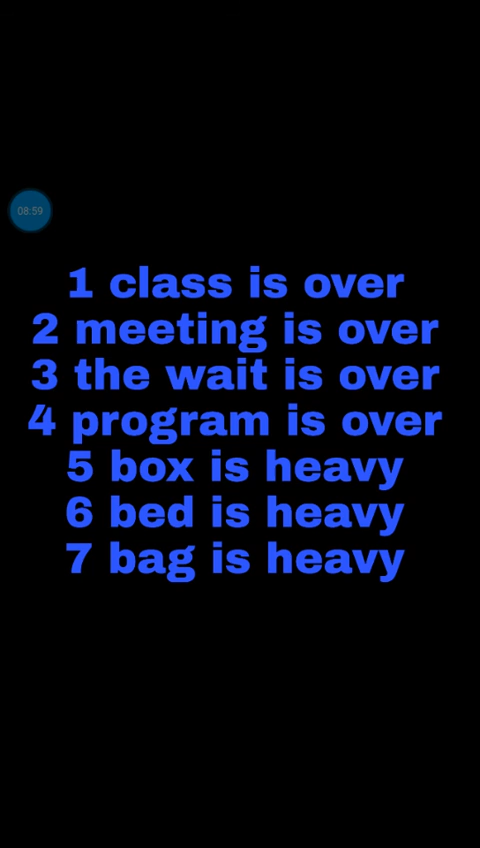 08:59
1 class is over
2 meeting is over
3 the wait is over
4 program is over
5 box is heavy
6 bed is heavy
7 bag is heavy